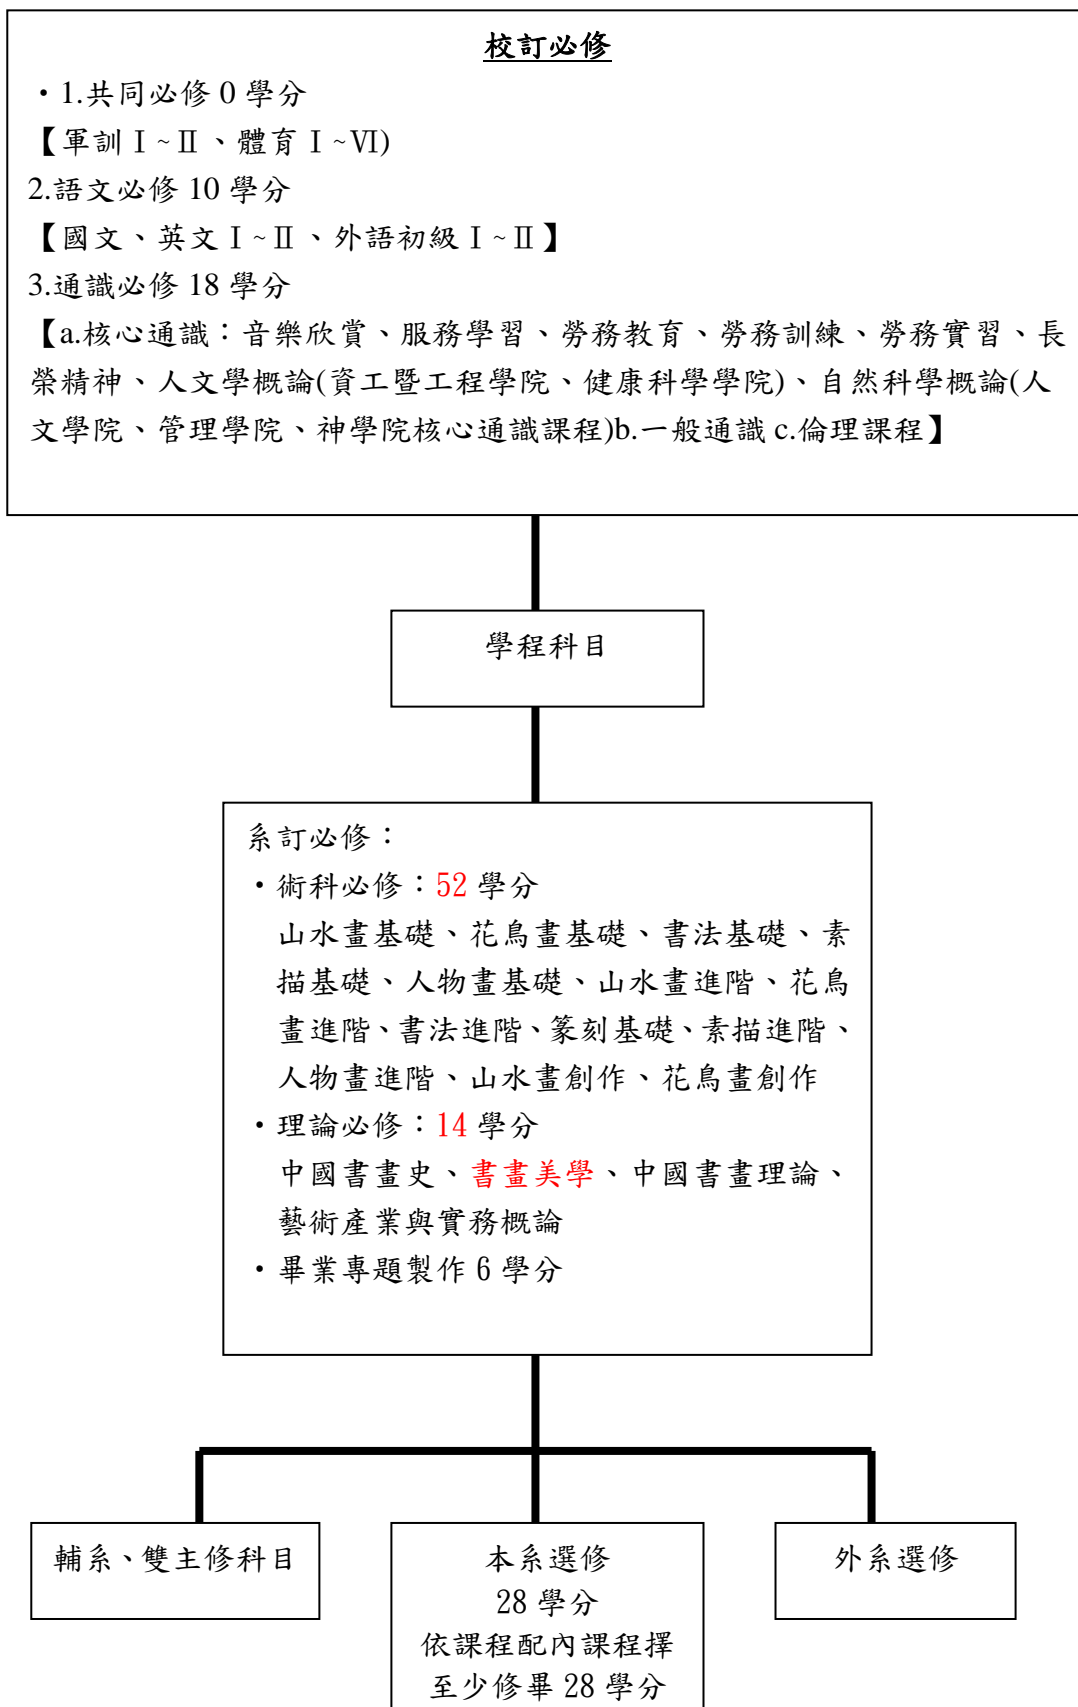 校訂必修
・1.共同必修 0 學分
【軍訓Ⅰ~Ⅱ、體育Ⅰ~Ⅵ)
2.語文必修 10 學分
【國文、英文Ⅰ~Ⅱ、外語初級Ⅰ~Ⅱ】
3.通識必修 18 學分
【a.核心通識：音樂欣賞、服務學習、勞務教育、勞務訓練、勞務實習、長
榮精神、人文學概論(資工暨工程學院、健康科學學院)、自然科學概論(人
文學院、管理學院、神學院核心通識課程)b.一般通識 c.倫理課程】
學程科目
系訂必修：
・術科必修：52 學分
山水畫基礎、花鳥畫基礎、書法基礎、素
描基礎、人物畫基礎、山水畫進階、花鳥
畫進階、書法進階、篆刻基礎、素描進階、
人物畫進階、山水畫創作、花鳥畫創作
・理論必修：14 學分
中國書畫史、書畫美學、中國書畫理論、
藝術產業與實務概論
・畢業專題製作 6 學分
輔系、雙主修科目
本系選修
28 學分
依課程配內課程擇
至少修畢 28 學分
外系選修